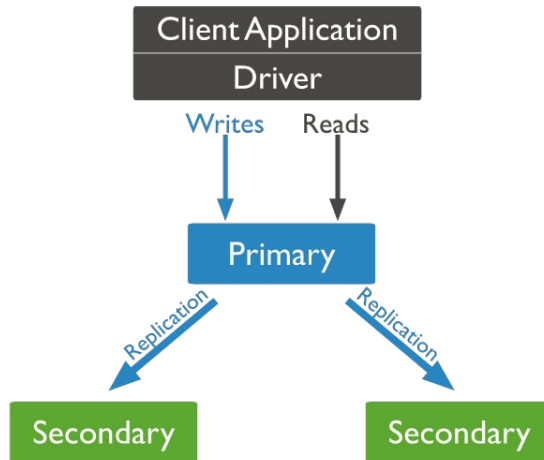 Client Application
Driver
Writes Reads
Primary
Replication Replication
Secondary Secondary